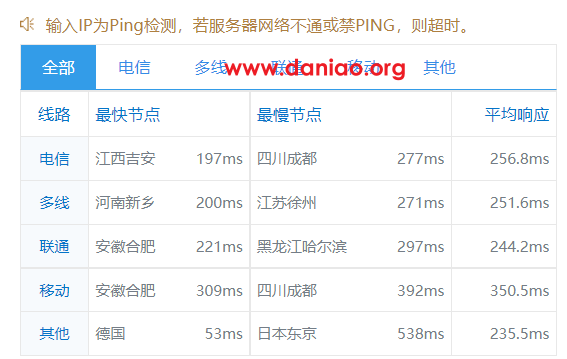 输入IP为Ping检测，若服务器网络不通或禁PING，则超时。
全部 电信 多线 联通 移动 其他
www.daniao.org
线路 最快节点 最慢节点 平均响应
电信 江西吉安 197ms 四川成都 277ms 256.8ms
多线 河南新乡 200ms 江苏徐州 271ms 251.6ms
联通 安徽合肥 221ms 黑龙江哈尔滨 297ms 244.2ms
移动 安徽合肥 309ms 四川成都 392ms 350.5ms
其他 德国 53ms 日本东京 538ms 235.5ms